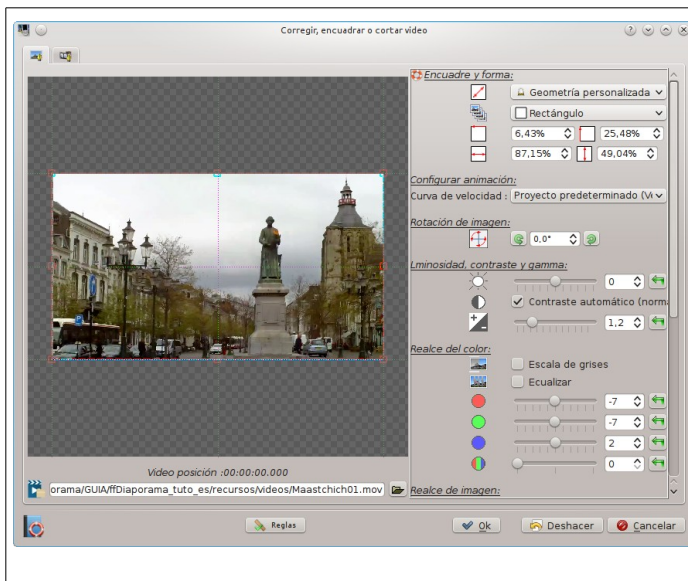 Corregir, encuadrar o cortar video
Encuadre y forma:
Geometría personalizada
Rectángulo
6,43% 25,48%
87,15% 49,04%
Configurar animación:
Curva de velocidad : Proyecto predeterminado (V
Rotación de imagen:
0,0°
Lminosidad, contraste y gamma:
0
Contraste automático (norma
1,2
Realce del color:
Escala de grises
Ecualizar
-7
-7
2
0
Video posición :00:00:00.000
orama/GUIA/ffDiaporama_tuto_es/recursos/videos/Maastchich01.mov
Realce de imagen:
Reglas
Ok
Deshacer
Cancelar